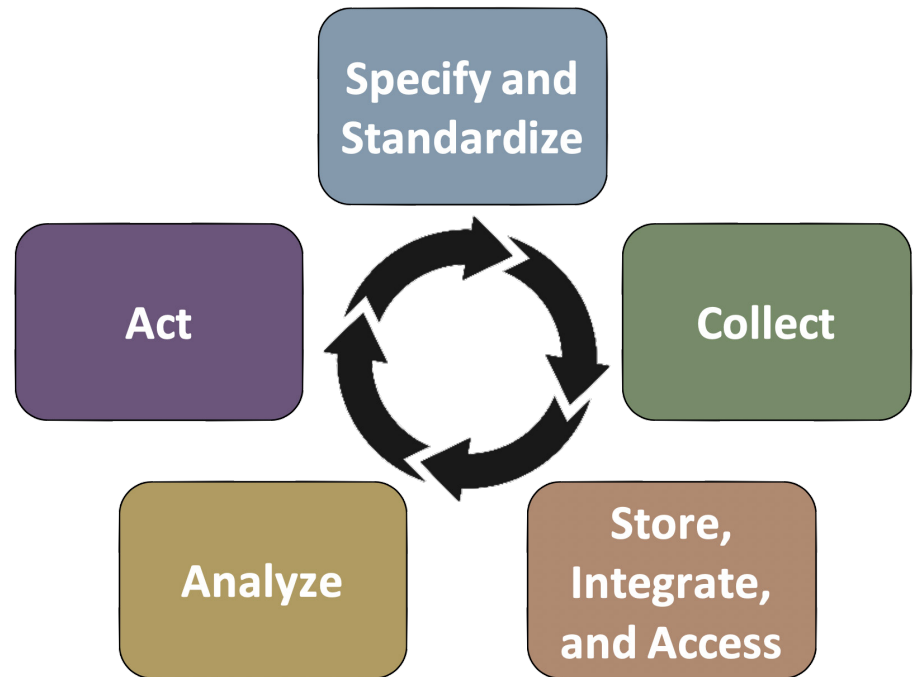 Specify and
Standardize
Act
Collect
Analyze
Store,
Integrate,
and Access